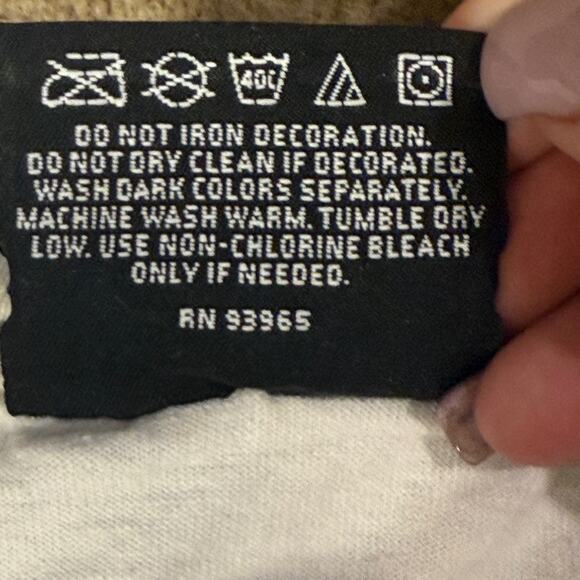 40C
DO NOT IRON DECORATION.
DO NOT DRY CLEAN IF DECORATED.
WASH DARK COLORS SEPARATELY.
MACHINE WASH WARM. TUMBLE DRY
LOW. USE NON-CHLORINE BLEACH
ONLY IF NEEDED.
RN 93965